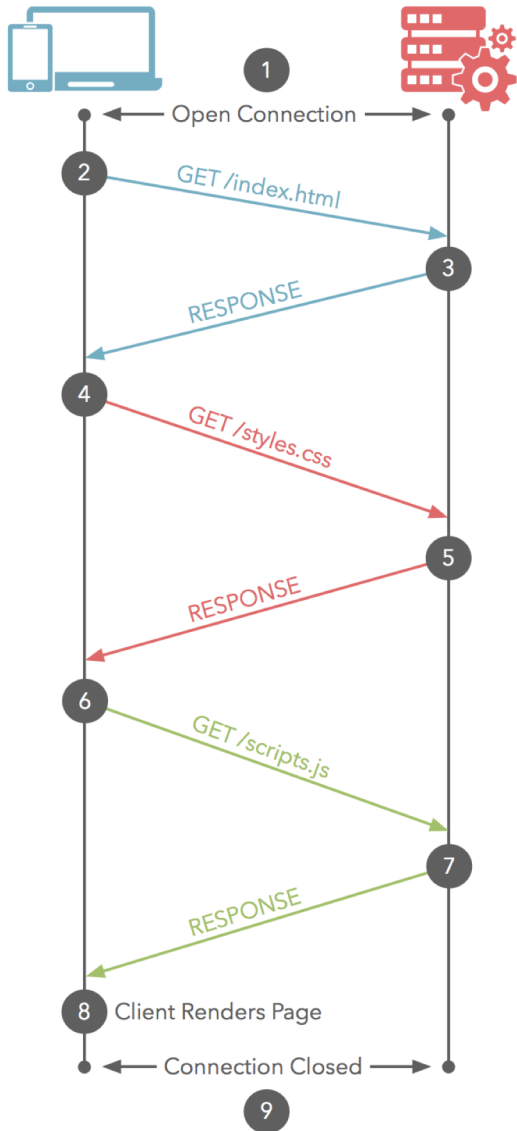 1
Open Connection
2
GET /index.html
3
RESPONSE
4
GET /styles.css
5
RESPONSE
6
GET /scripts.js
7
RESPONSE
8 Client Renders Page
Connection Closed
9